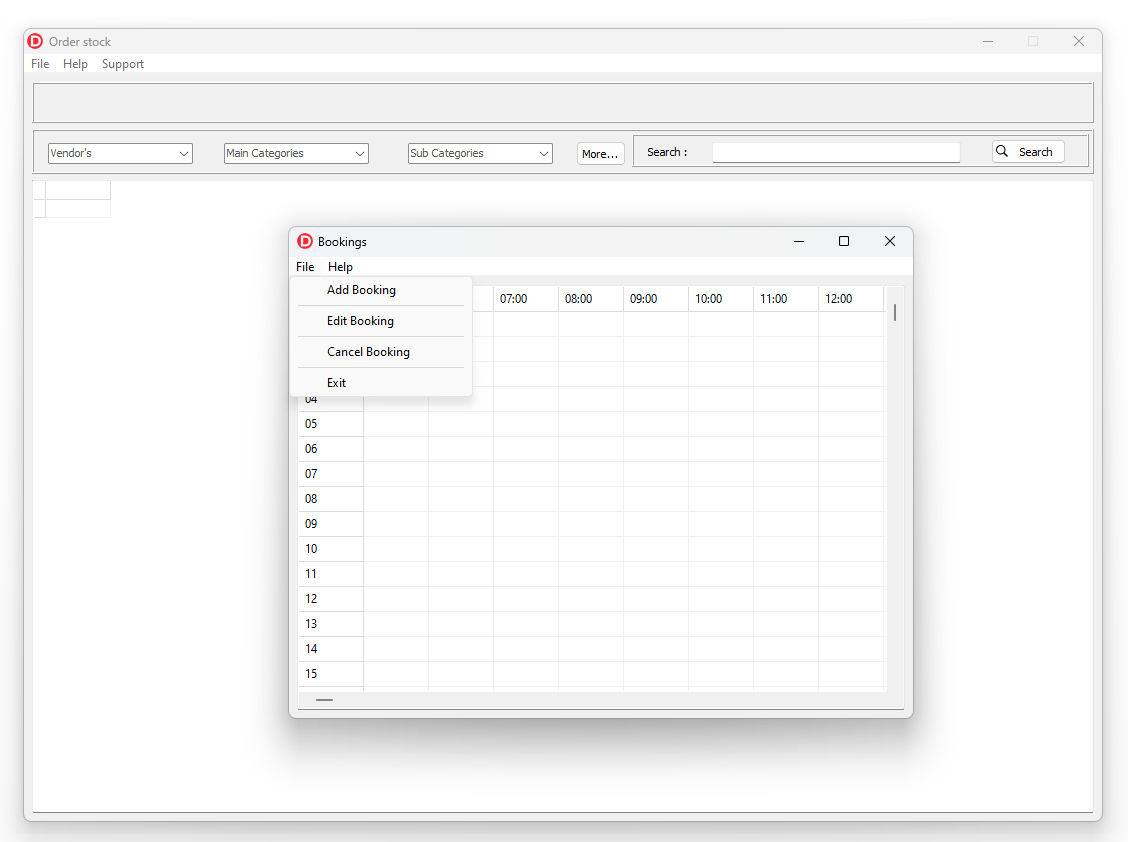 Order stock
File Help Support
Vendor's Main Categories Sub Categories More... Search : Search
Bookings
File Help
Add Booking
07:00 08:00 09:00 10:00 11:00 12:00
Edit Booking
Cancel Booking
Exit
04
05
06
07
08
09
10
11
12
13
14
15